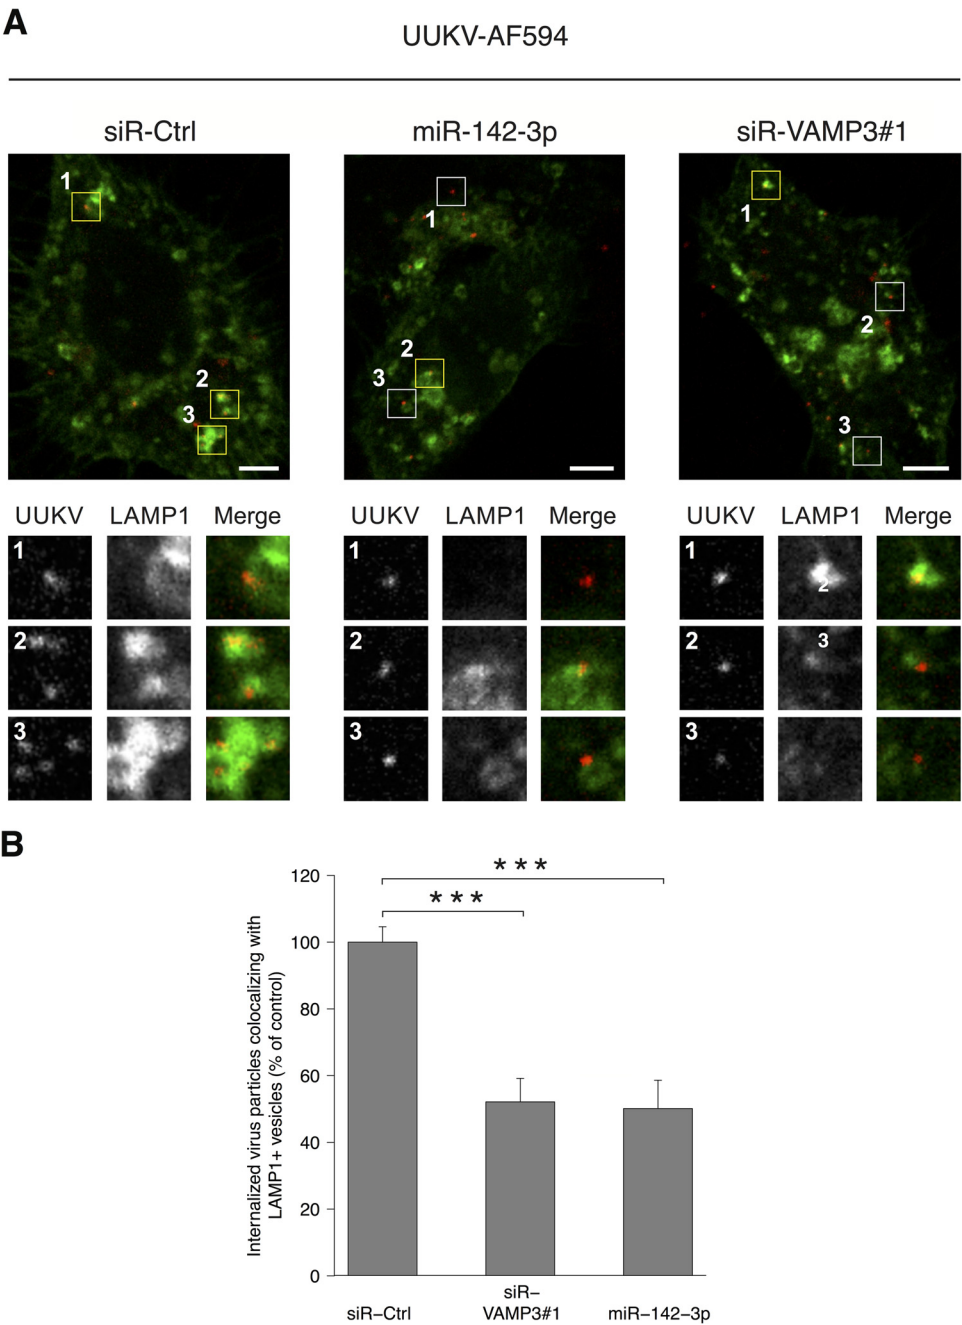 A
UUKV-AF594
siR-Ctrl
miR-142-3p
siR-VAMP3#1
1
2
3
1
2
3
1
2
3
UUKV LAMP1 Merge
1
2
3
UUKV LAMP1 Merge
1
2
3
UUKV LAMP1 Merge
1
2
2
3
3
B
Internalized virus particles colocalizing with
LAMP1+ vesicles (% of control)
120
100
80
60
40
20
0
***
***
siR–Ctrl
siR–
VAMP3#1
miR–142–3p